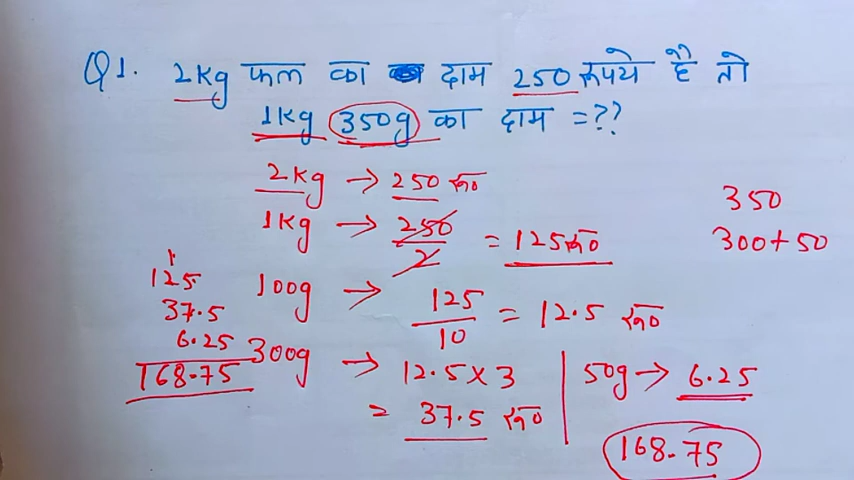 Q1. 2kg फल का दाम 250 रूपये है तो
1kg 350g का दाम =??
2kg → 250 रू०
1kg → 250/2 = 125रू०
100g → 125/10 = 12.5 रू०
300g → 12.5×3
= 37.5 रू०
50g → 6.25
168.75
350
300+50
1
125.
37.5
6.25
168.75